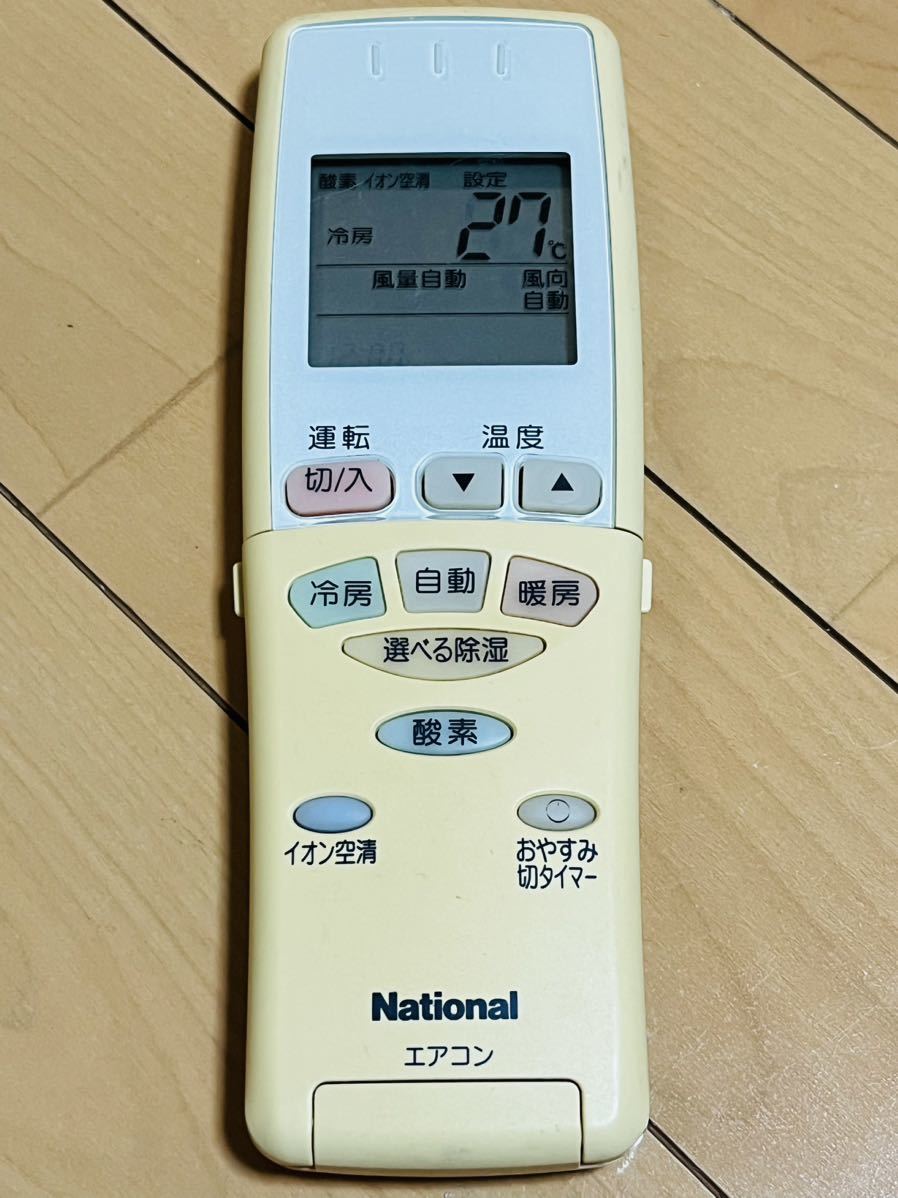 酸素 イオン空清 設定
冷房 27℃
風量自動 風向
自動
運転 温度
切/入 ▼ ▲
冷房 自動 暖房
選べる除湿
酸素
イオン空清 おやすみ
切タイマー
National
エアコン